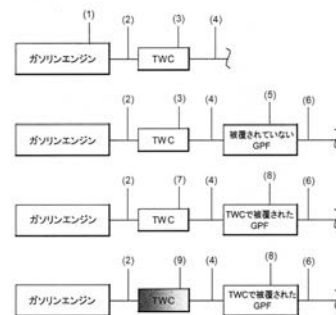 (1) (2) (3) (4)
ガソリンエンジン TWC
(2) (3) (4) (5) (6)
ガソリンエンジン TWC 被覆されていない
GPF
(2) (7) (4) (8) (6)
ガソリンエンジン TWC TWCで被覆された
GPF
(2) (9) (4) (8) (6)
ガソリンエンジン TWC TWCで被覆された
GPF